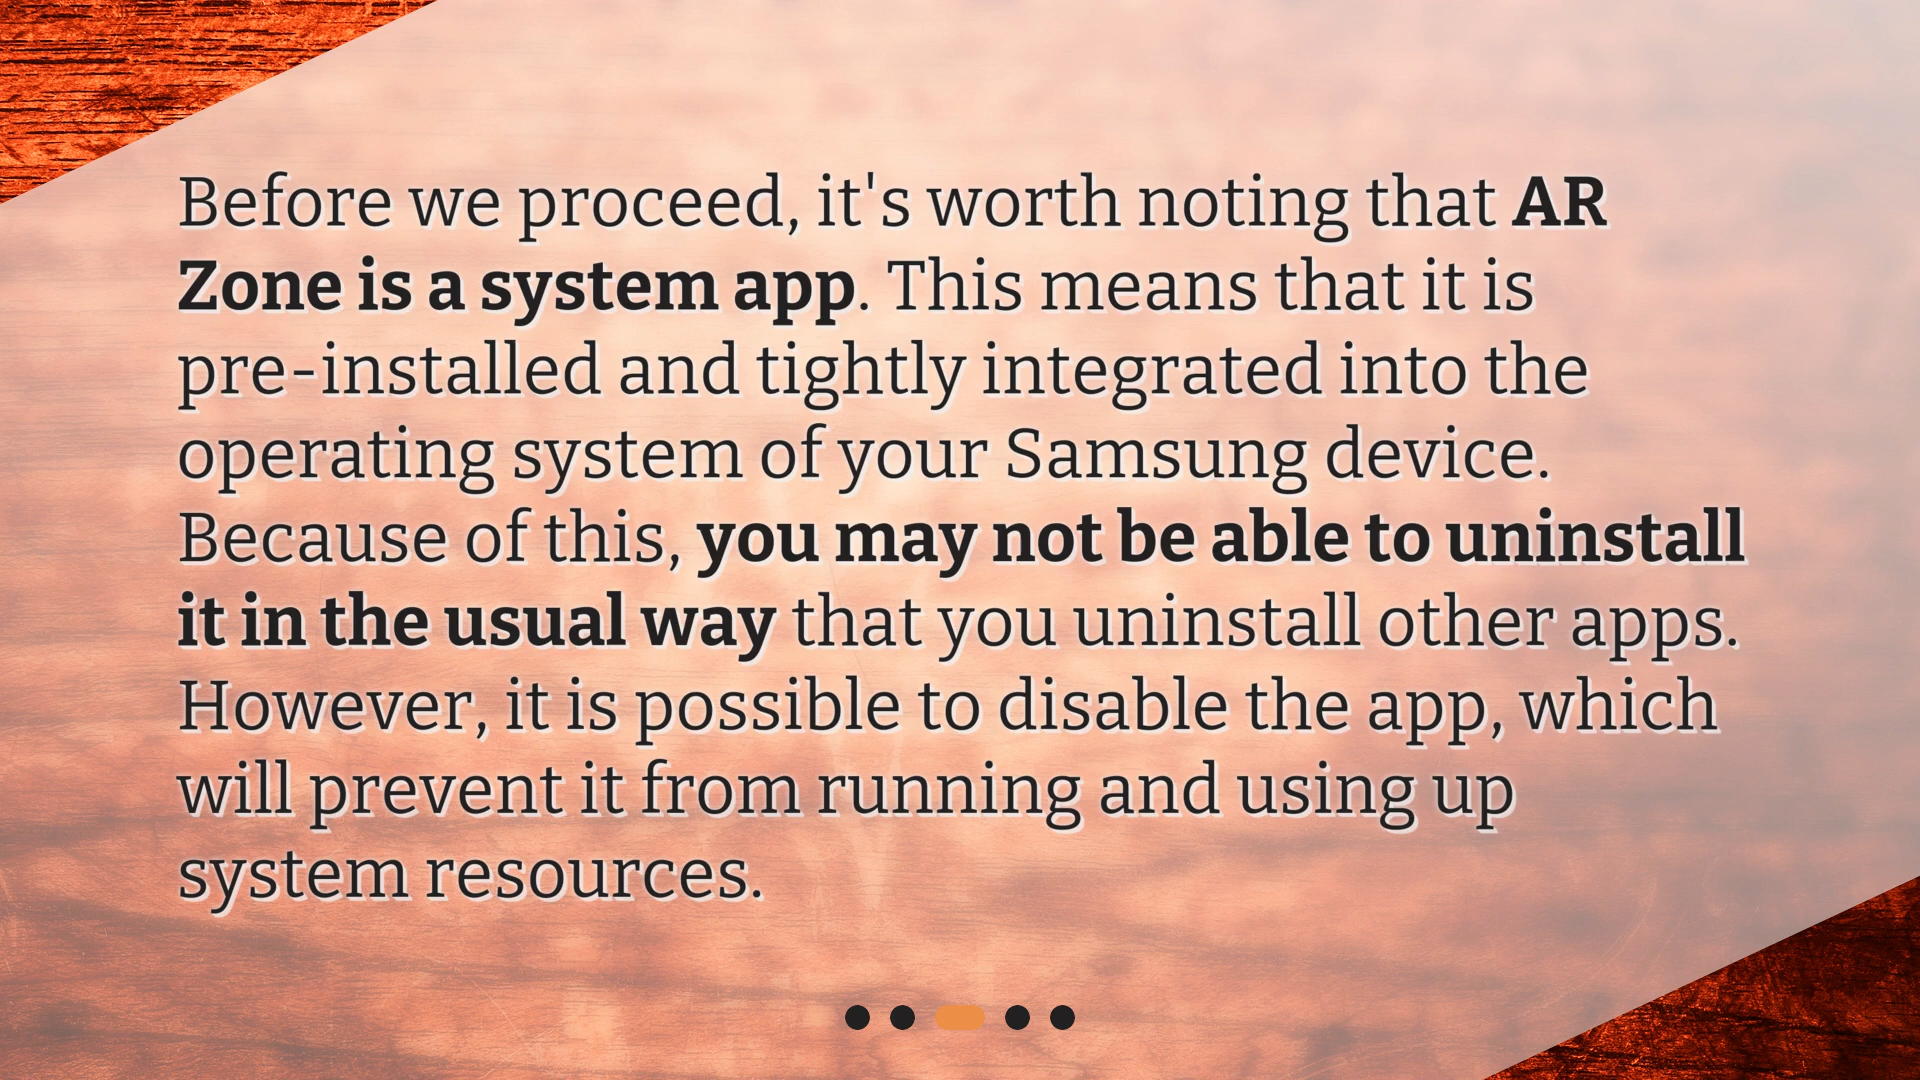 Before we proceed, it's worth noting that AR
Zone is a system app. This means that it is
pre-installed and tightly integrated into the
operating system of your Samsung device.
Because of this, you may not be able to uninstall
it in the usual way that you uninstall other apps.
However, it is possible to disable the app, which
will prevent it from running and using up
system resources.